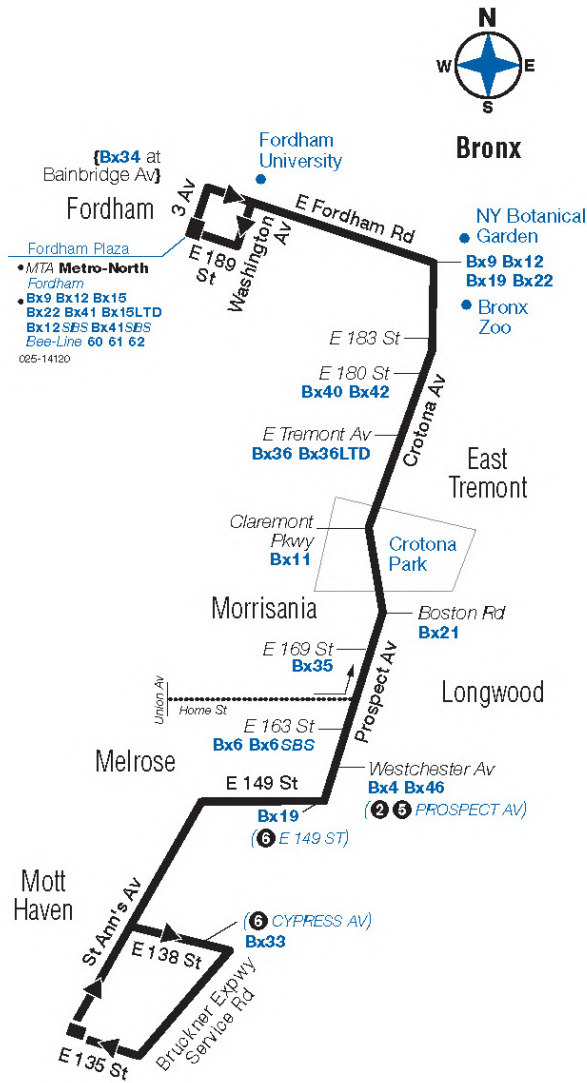 N
W
E
S
Bronx
{Bx34 at
Bainbridge Av}
Fordham
University
Fordham
3 Av
E 189
St
Washington
Av
E Fordham Rd
NY Botanical
Garden
Bx9 Bx12
Bx19 Bx22
Bronx
Zoo
Fordham Plaza
MTA Metro-North
Fordham
Bx9 Bx12 Bx15
Bx22 Bx41 Bx15LTD
Bx12SBS Bx41SBS
Bee-Line 60 61 62
025-14120
E 183 St
E 180 St
Bx40 Bx42
Crotona Av
E Tremont Av
Bx36 Bx36LTD
East
Tremont
Claremont
Pkwy
Bx11
Crotona
Park
Morrisania
Boston Rd
Bx21
E 169 St
Bx35
Prospect Av
Longwood
Union Av
Home St
E 163 St
Bx6 Bx6SBS
Melrose
Westchester Av
Bx4 Bx46
(2 5 PROSPECT AV)
E 149 St
Bx19
(6 E 149 ST)
Mott
Haven
St Ann's Av
(6 CYPRESS AV)
Bx33
E 138 St
Bruckner Expwy
Service Rd
E 135 St